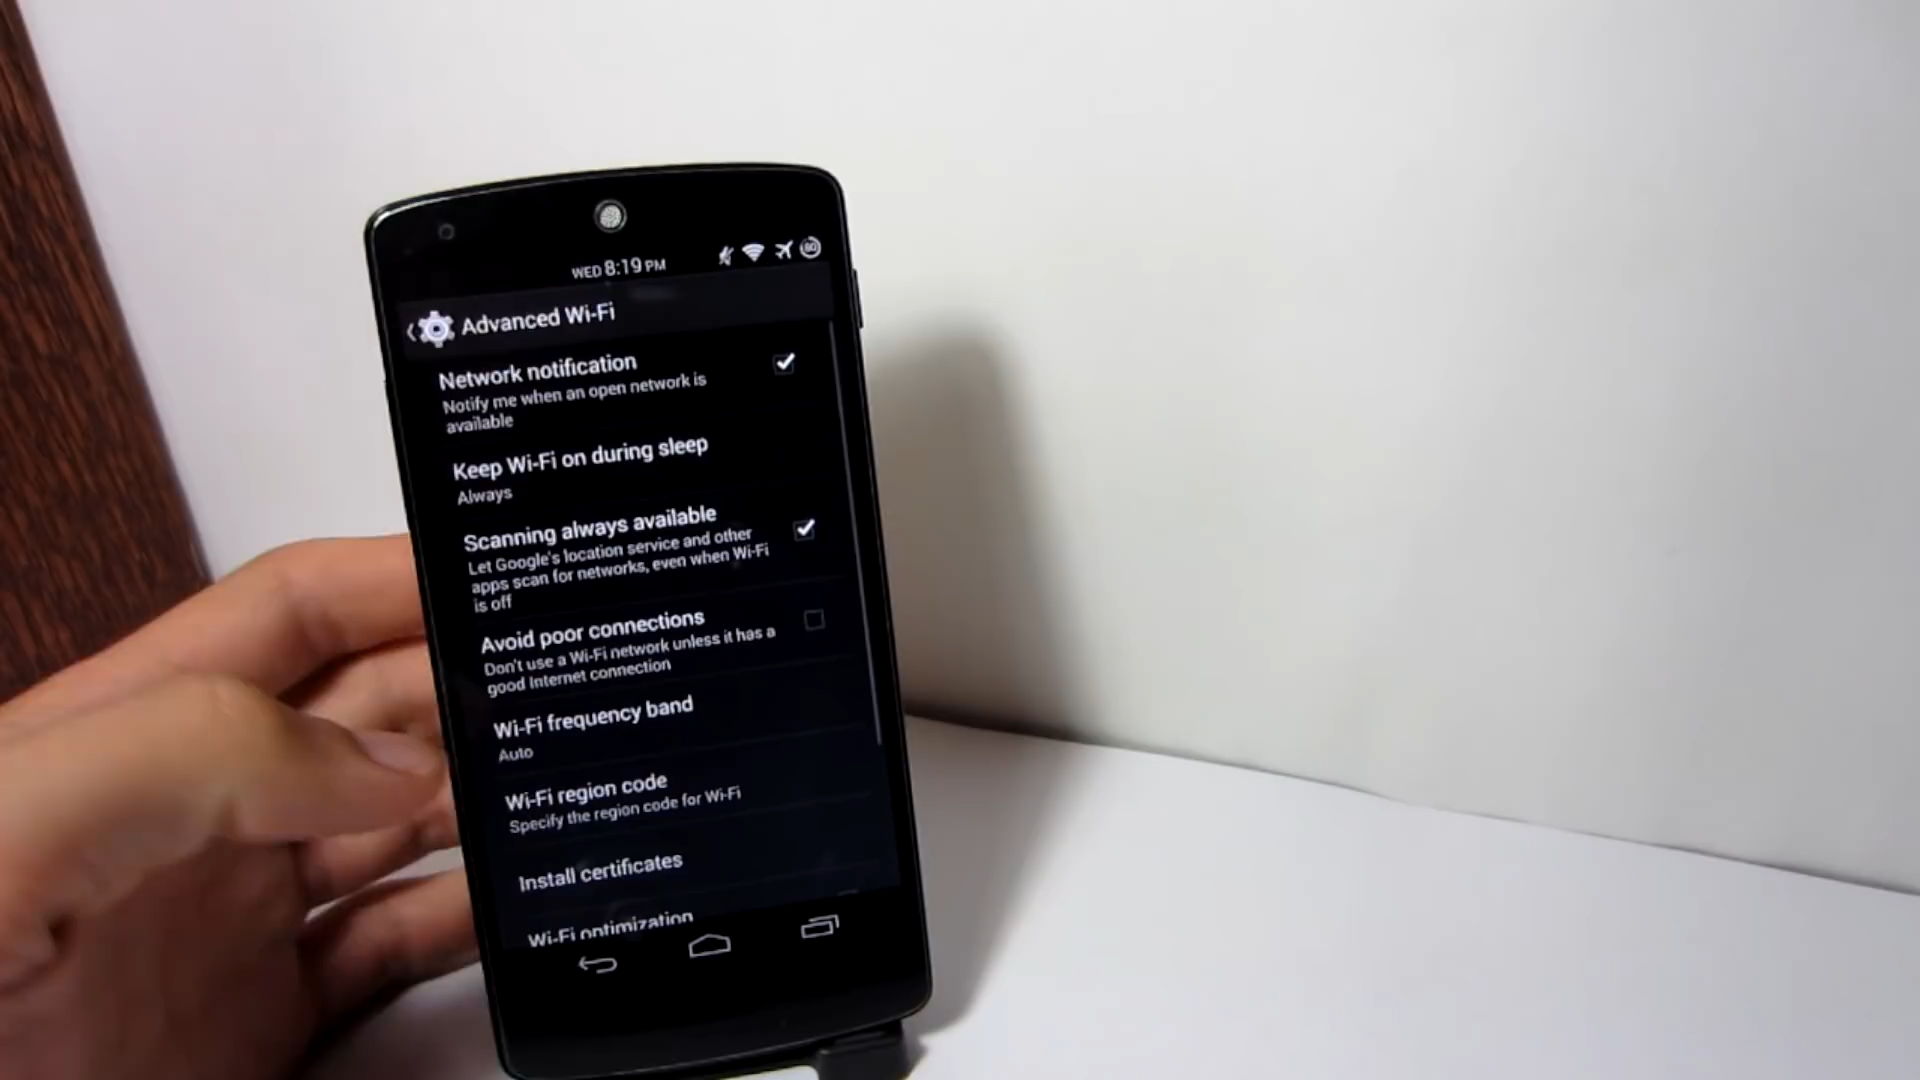 WED 8:19 PM
80
Advanced Wi-Fi
Network notification
Notify me when an open network is
available
Keep Wi-Fi on during sleep
Always
Scanning always available
Let Google's location service and other
apps scan for networks, even when Wi-Fi
is off
Avoid poor connections
Don't use a Wi-Fi network unless it has a
good Internet connection
Wi-Fi frequency band
Auto
Wi-Fi region code
Specify the region code for Wi-Fi
Install certificates
Wi-Fi optimization